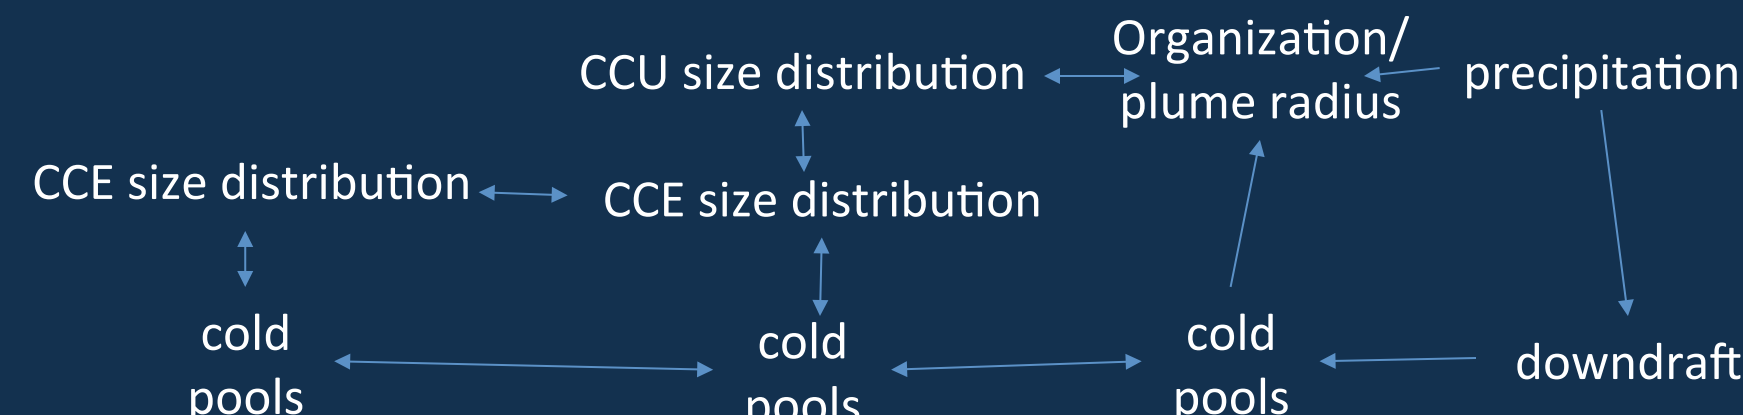 Organization/
plume radius
CCU size distribution
precipitation
CCE size distribution
CCE size distribution
cold
pools
cold
pools
cold
pools
downdraft